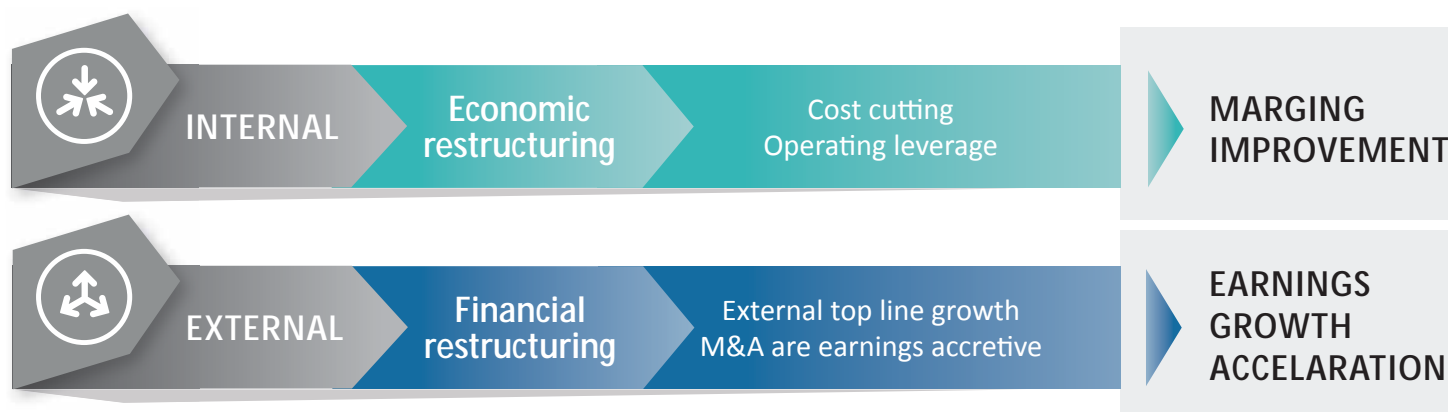 INTERNAL
Economic
restructuring
Cost cutting
Operating leverage
MARGING
IMPROVEMENT
EXTERNAL
Financial
restructuring
External top line growth
M&A are earnings accretive
EARNINGS
GROWTH
ACCELARATION